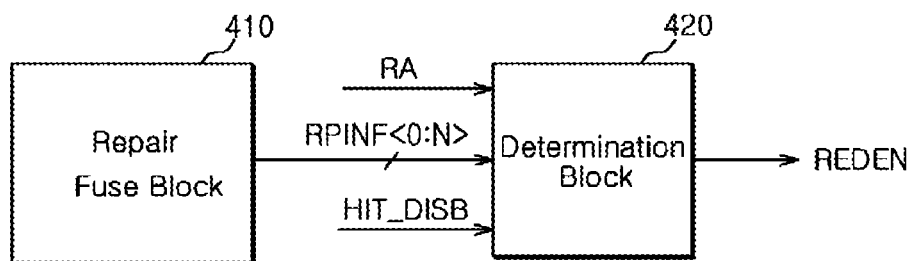 410
420
RA
Repair
Fuse Block
RPINF<0:N>
Determination
Block
REDEN
HIT_DISB